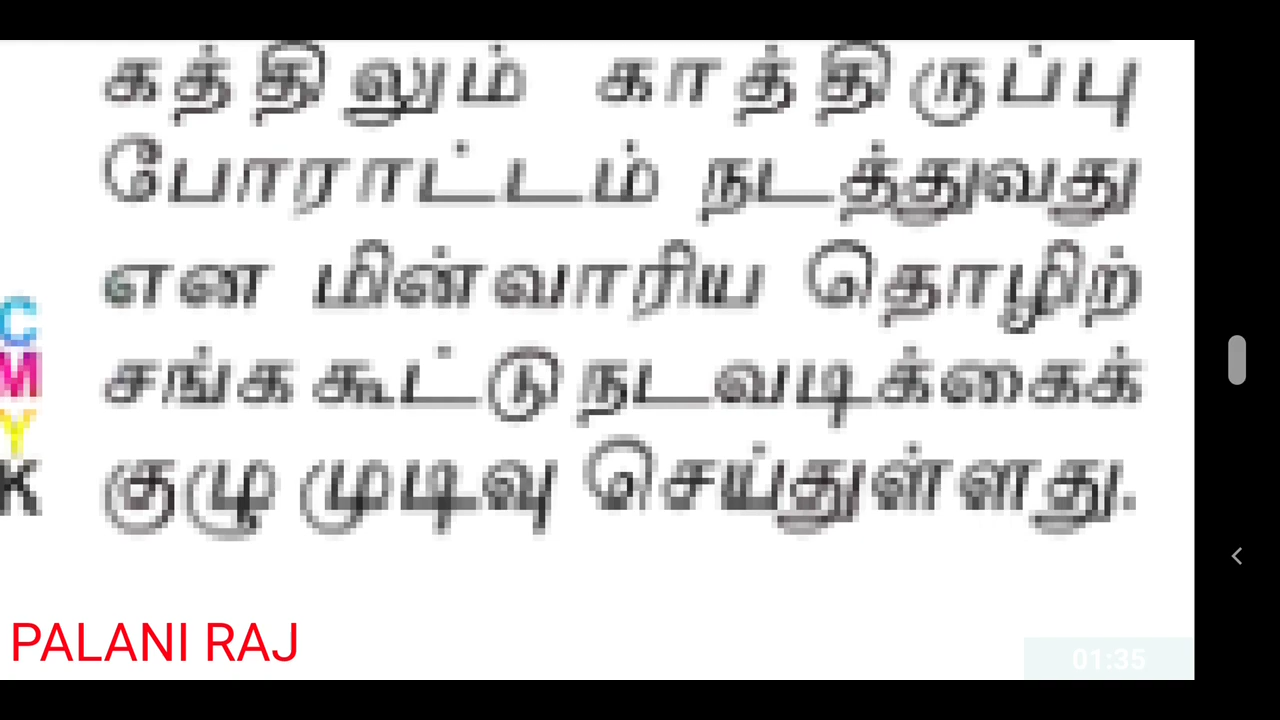 கத்திலும் காத்திருப்பு
போராட்டம் நடத்துவது
என மின்வாரிய தொழிற்
சங்க கூட்டு நடவடிக்கைக்
குழு முடிவு செய்துள்ளது.
C
M
Y
K
PALANI RAJ
01:35